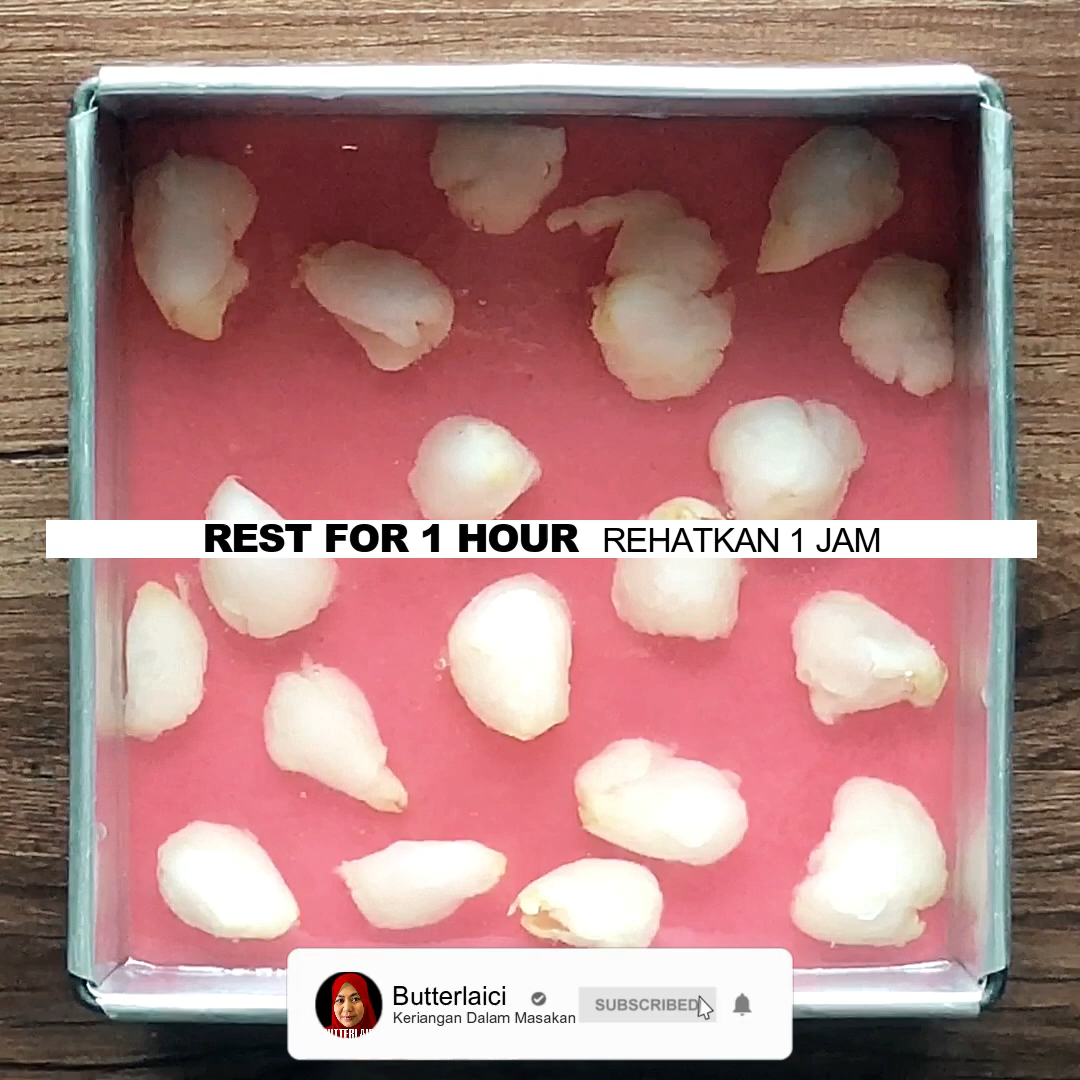 REST FOR 1 HOUR REHATKAN 1 JAM
Butterlaici
Keriangan Dalam Masakan
SUBSCRIBED